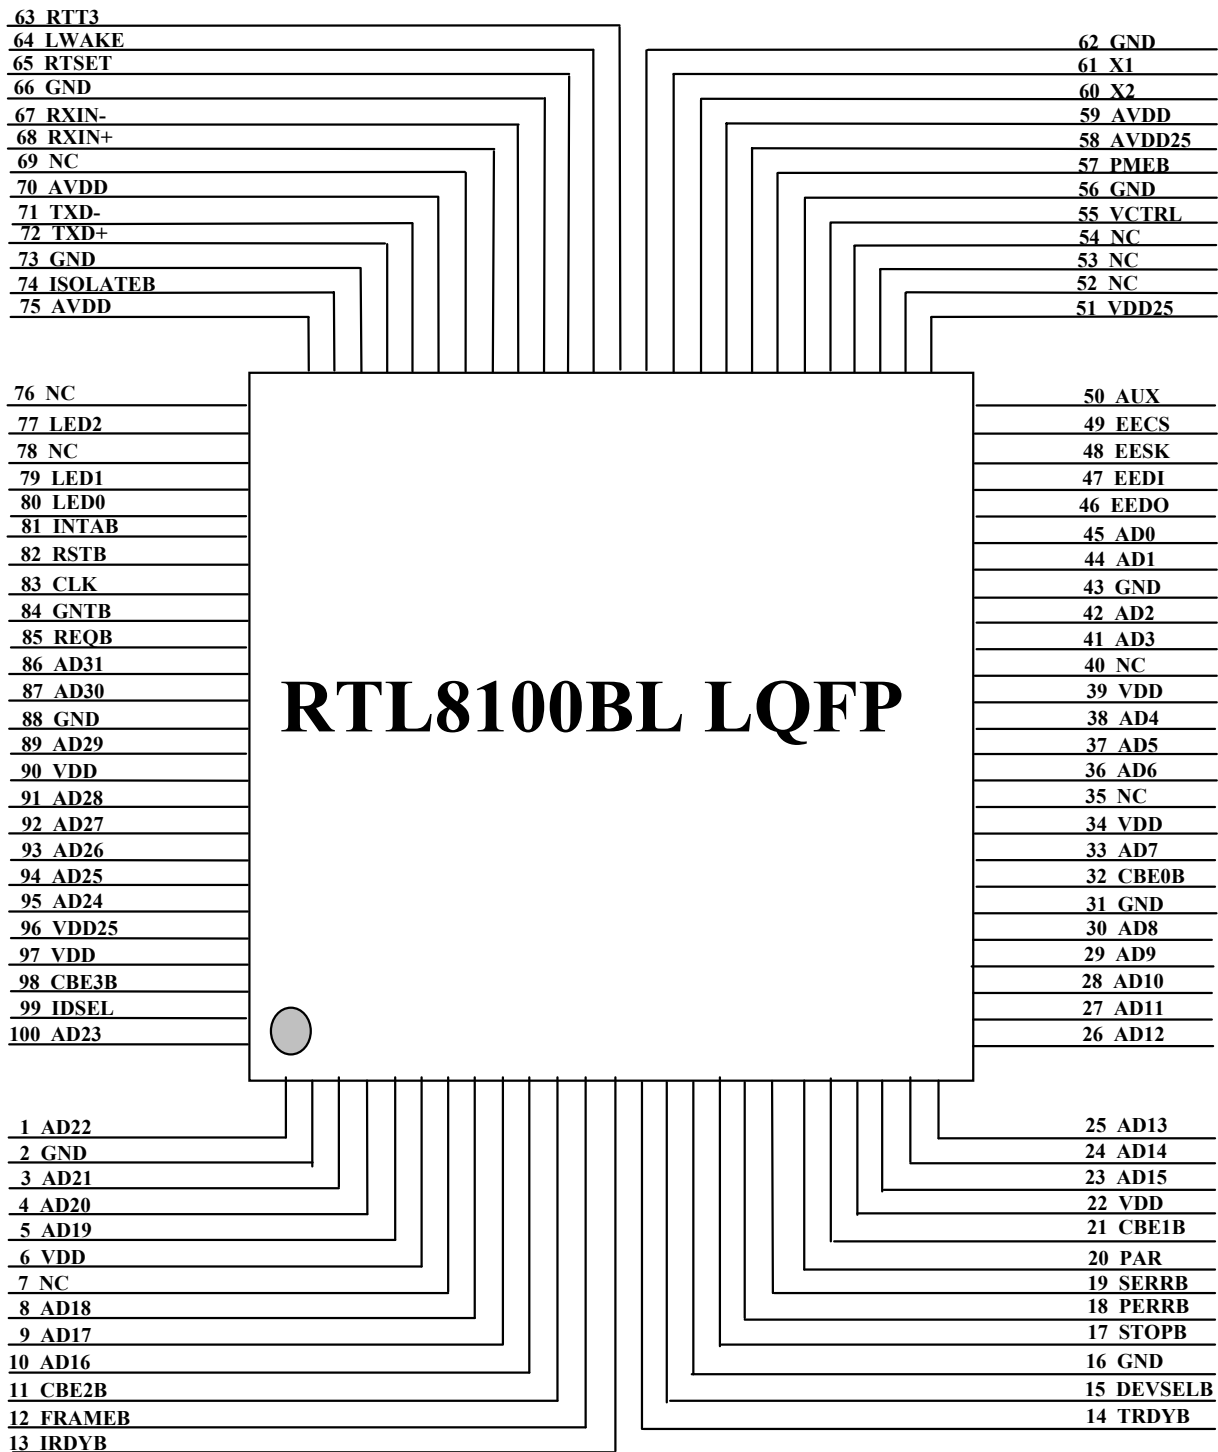 63 RTT3
64 LWAKE
65 RTSET
66 GND
67 RXIN-
68 RXIN+
69 NC
70 AVDD
71 TXD-
72 TXD+
73 GND
74 ISOLATEB
75 AVDD
62 GND
61 X1
60 X2
59 AVDD
58 AVDD25
57 PMEB
56 GND
55 VCTRL
54 NC
53 NC
52 NC
51 VDD25
76 NC
77 LED2
78 NC
79 LED1
80 LED0
81 INTAB
82 RSTB
83 CLK
84 GNTB
85 REQB
86 AD31
87 AD30
88 GND
89 AD29
90 VDD
91 AD28
92 AD27
93 AD26
94 AD25
95 AD24
96 VDD25
97 VDD
98 CBE3B
99 IDSEL
100 AD23
RTL8100BL LQFP
50 AUX
49 EECS
48 EESK
47 EEDI
46 EEDO
45 AD0
44 AD1
43 GND
42 AD2
41 AD3
40 NC
39 VDD
38 AD4
37 AD5
36 AD6
35 NC
34 VDD
33 AD7
32 CBE0B
31 GND
30 AD8
29 AD9
28 AD10
27 AD11
26 AD12
1 AD22
2 GND
3 AD21
4 AD20
5 AD19
6 VDD
7 NC
8 AD18
9 AD17
10 AD16
11 CBE2B
12 FRAMEB
13 IRDYB
25 AD13
24 AD14
23 AD15
22 VDD
21 CBE1B
20 PAR
19 SERRB
18 PERRB
17 STOPB
16 GND
15 DEVSELB
14 TRDYB